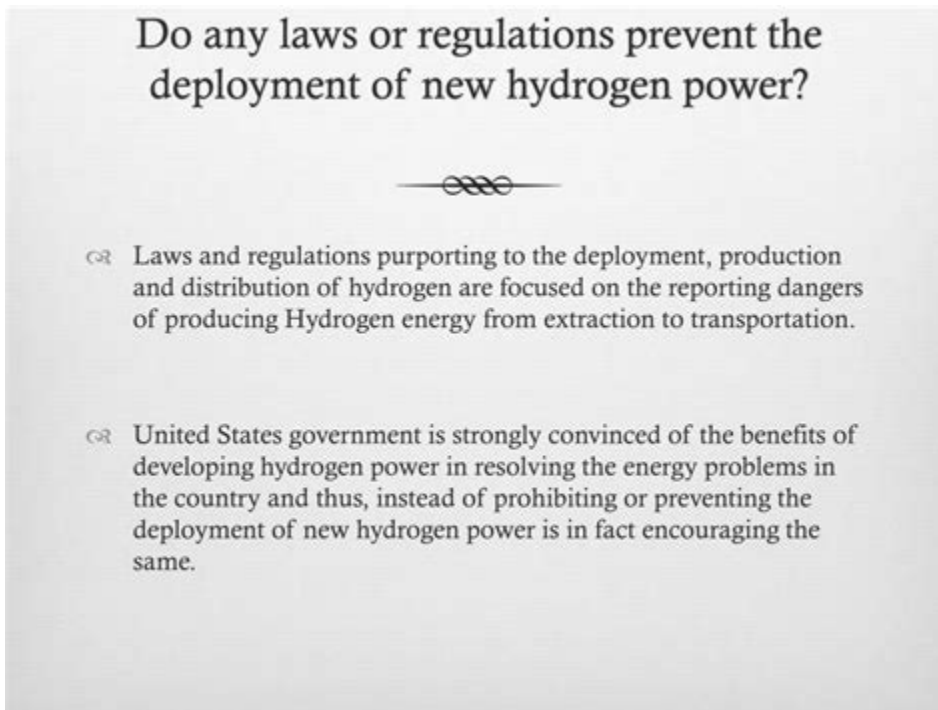 Do any laws or regulations prevent the
deployment of new hydrogen power?
Laws and regulations purporting to the deployment, production
and distribution of hydrogen are focused on the reporting dangers
of producing Hydrogen energy from extraction to transportation.
United States government is strongly convinced of the benefits of
developing hydrogen power in resolving the energy problems in
the country and thus, instead of prohibiting or preventing the
deployment of new hydrogen power is in fact encouraging the
same.